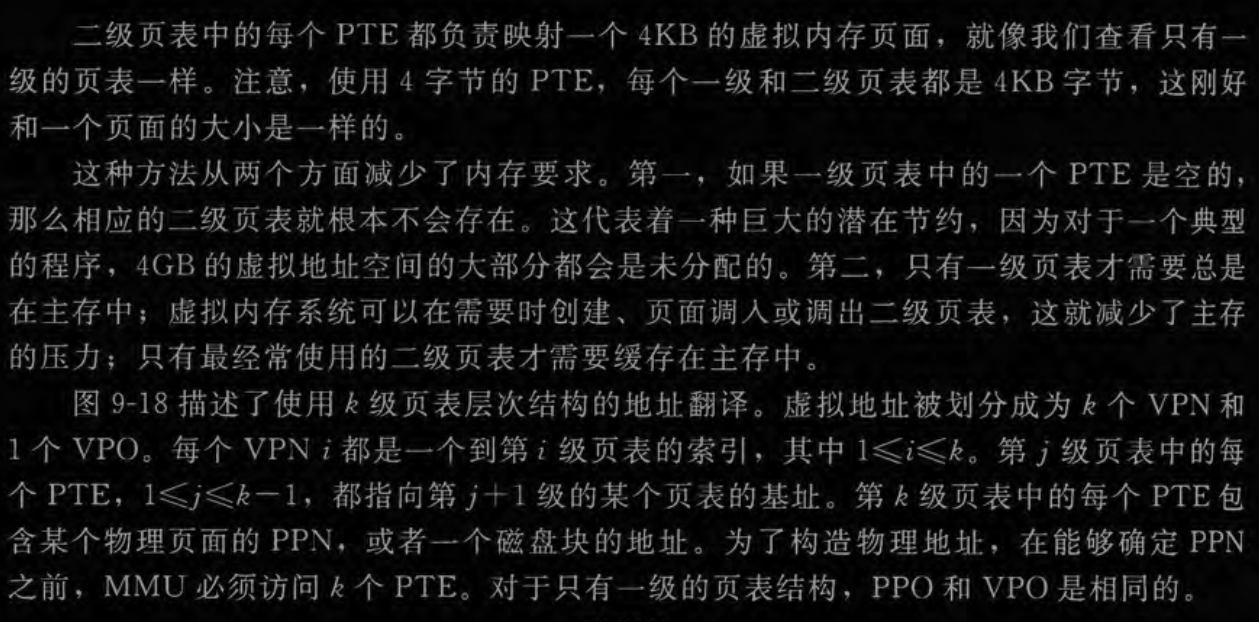 二级页表中的每个 PTE 都负责映射一个 4KB 的虚拟内存页面，就像我们查看只有一
级的页表一样。注意，使用 4 字节的 PTE，每个一级和二级页表都是 4KB 字节，这刚好
和一个页面的大小是一样的。
这种方法从两个方面减少了内存要求。第一，如果一级页表中的一个 PTE 是空的，
那么相应的二级页表就根本不会存在。这代表着一种巨大的潜在节约，因为对于一个典型
的程序，4GB 的虚拟地址空间的大部分都会是未分配的。第二，只有一级页表才需要总是
在主存中；虚拟内存系统可以在需要时创建、页面调入或调出二级页表，这就减少了主存
的压力；只有最经常使用的二级页表才需要缓存在主存中。
图 9-18 描述了使用 k 级页表层次结构的地址翻译。虚拟地址被划分成为 k 个 VPN 和
1 个 VPO。每个 VPN i 都是一个到第 i 级页表的索引，其中 1≤i≤k。第 j 级页表中的每
个 PTE，1≤j≤k−1，都指向第 j+1 级的某个页表的基址。第 k 级页表中的每个 PTE 包
含某个物理页面的 PPN，或者一个磁盘块的地址。为了构造物理地址，在能够确定 PPN
之前，MMU 必须访问 k 个 PTE。对于只有一级的页表结构，PPO 和 VPO 是相同的。